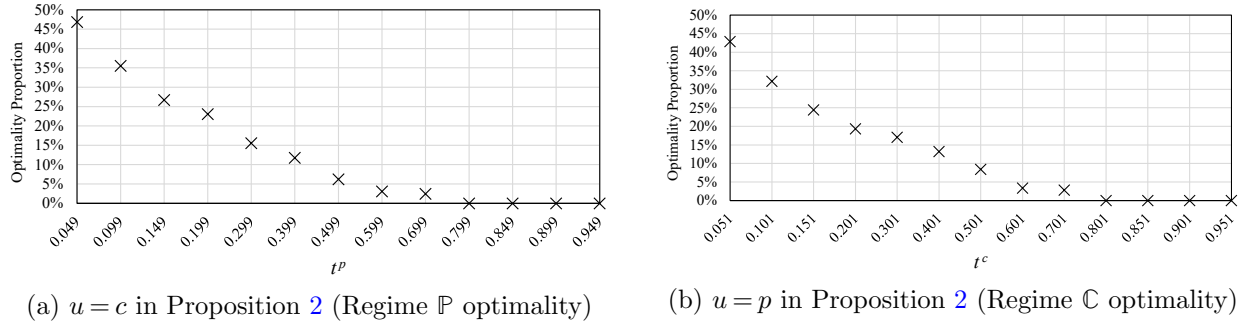 50%
45%
40%
35%
30%
25%
20%
15%
10%
5%
0%
Optimality Proportion
0.049 0.099 0.149 0.199 0.299 0.399 0.499 0.599 0.699 0.799 0.849 0.899 0.949
t^p
(a) u = c in Proposition 2 (Regime ℙ optimality)
50%
45%
40%
35%
30%
25%
20%
15%
10%
5%
0%
Optimality Proportion
0.051 0.101 0.151 0.201 0.301 0.401 0.501 0.601 0.701 0.801 0.851 0.901 0.951
t^c
(b) u = p in Proposition 2 (Regime ℂ optimality)